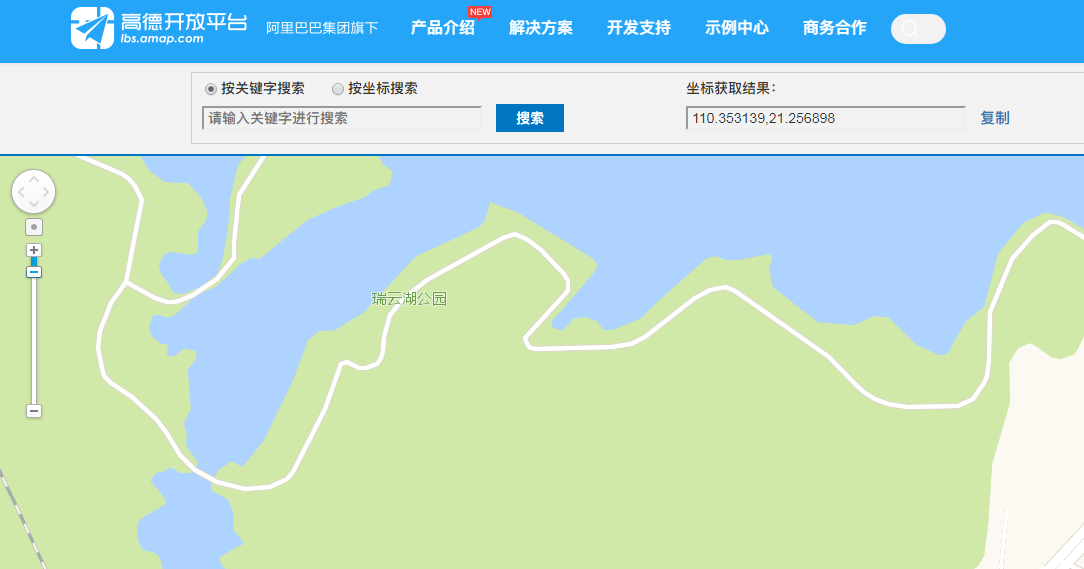 高德开放平台
lbs.amap.com
阿里巴巴集团旗下
产品介绍
NEW
解决方案
开发支持
示例中心
商务合作
按关键字搜索
按坐标搜索
坐标获取结果：
请输入关键字进行搜索
搜索
110.353139,21.256898
复制
瑞云湖公园